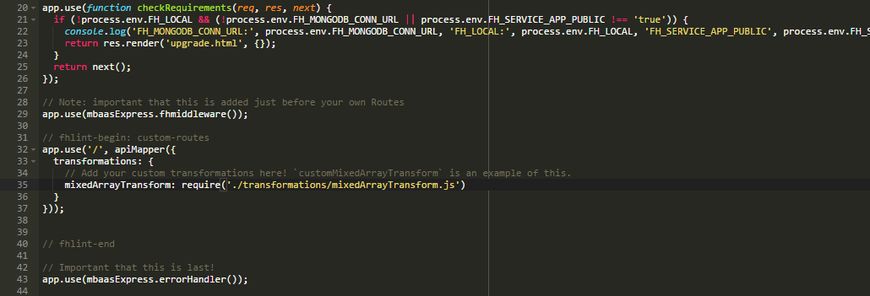 20 app.use(function checkRequirements(req, res, next) {
21 if (!process.env.FH_LOCAL && (!process.env.FH_MONGODB_CONN_URL || process.env.FH_SERVICE_APP_PUBLIC !== 'true')) {
22 console.log('FH_MONGODB_CONN_URL:', process.env.FH_MONGODB_CONN_URL, 'FH_LOCAL:', process.env.FH_LOCAL, 'FH_SERVICE_APP_PUBLIC', process.env.FH_S
23 return res.render('upgrade.html', {});
24 }
25 return next();
26 });
27
28 // Note: important that this is added just before your own Routes
29 app.use(mbaasExpress.fhmiddleware());
30
31 // fhlint-begin: custom-routes
32 app.use('/', apiMapper({
33 transformations: {
34 // Add your custom transformations here! `customMixedArrayTransform` is an example of this.
35 mixedArrayTransform: require('./transformations/mixedArrayTransform.js')
36 }
37 }));
38
39
40 // fhlint-end
41
42 // Important that this is last!
43 app.use(mbaasExpress.errorHandler());
44